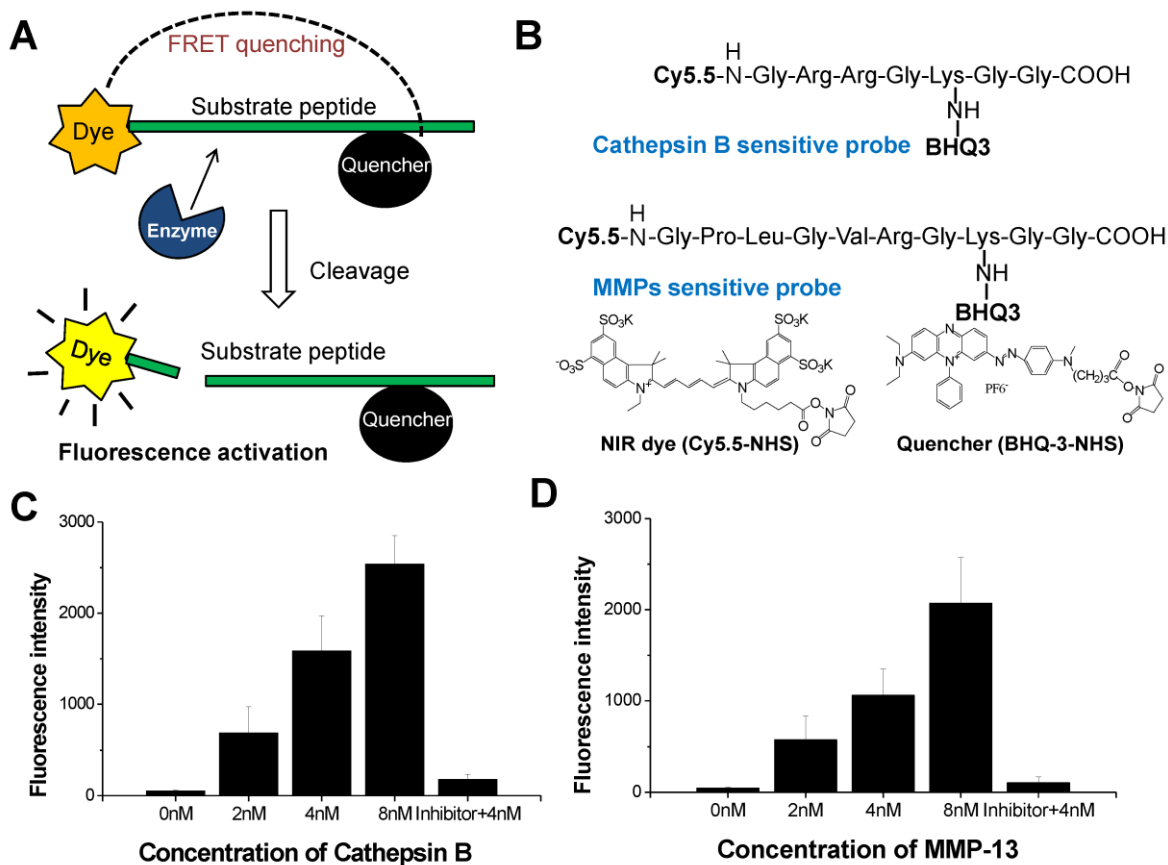 A
FRET quenching
Dye
Substrate peptide
Quencher
Enzyme
Cleavage
Dye
Substrate peptide
Quencher
Fluorescence activation
B
H
Cy5.5-N-Gly-Arg-Arg-Gly-Lys-Gly-Gly-COOH
NH
Cathepsin B sensitive probe
BHQ3
H
Cy5.5-N-Gly-Pro-Leu-Gly-Val-Arg-Gly-Lys-Gly-Gly-COOH
NH
MMPs sensitive probe
BHQ3
SO₃K
SO₃K
⁻O₃S
SO₃K
N⁺
N
O
O
N
O
O
NIR dye (Cy5.5-NHS)
N
N
N⁺
N
N
N
(CH₂)₃C
O
O
N
O
O
PF6⁻
Quencher (BHQ-3-NHS)
C
Fluorescence intensity
3000
2000
1000
0
0nM 2nM 4nM 8nM Inhibitor+4nM
Concentration of Cathepsin B
D
Fluorescence intensity
3000
2000
1000
0
0nM 2nM 4nM 8nM Inhibitor+4nM
Concentration of MMP-13